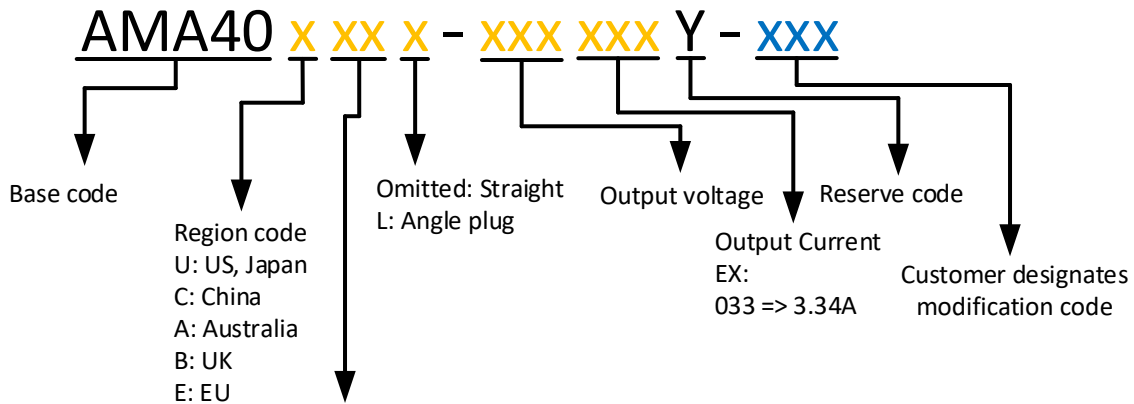 AMA40 x xx x – xxx xxx Y – xxx
Base code
Region code
U: US, Japan
C: China
A: Australia
B: UK
E: EU
Omitted: Straight
L: Angle plug
Output voltage
Output Current
EX:
033 => 3.34A
Reserve code
Customer designates
modification code